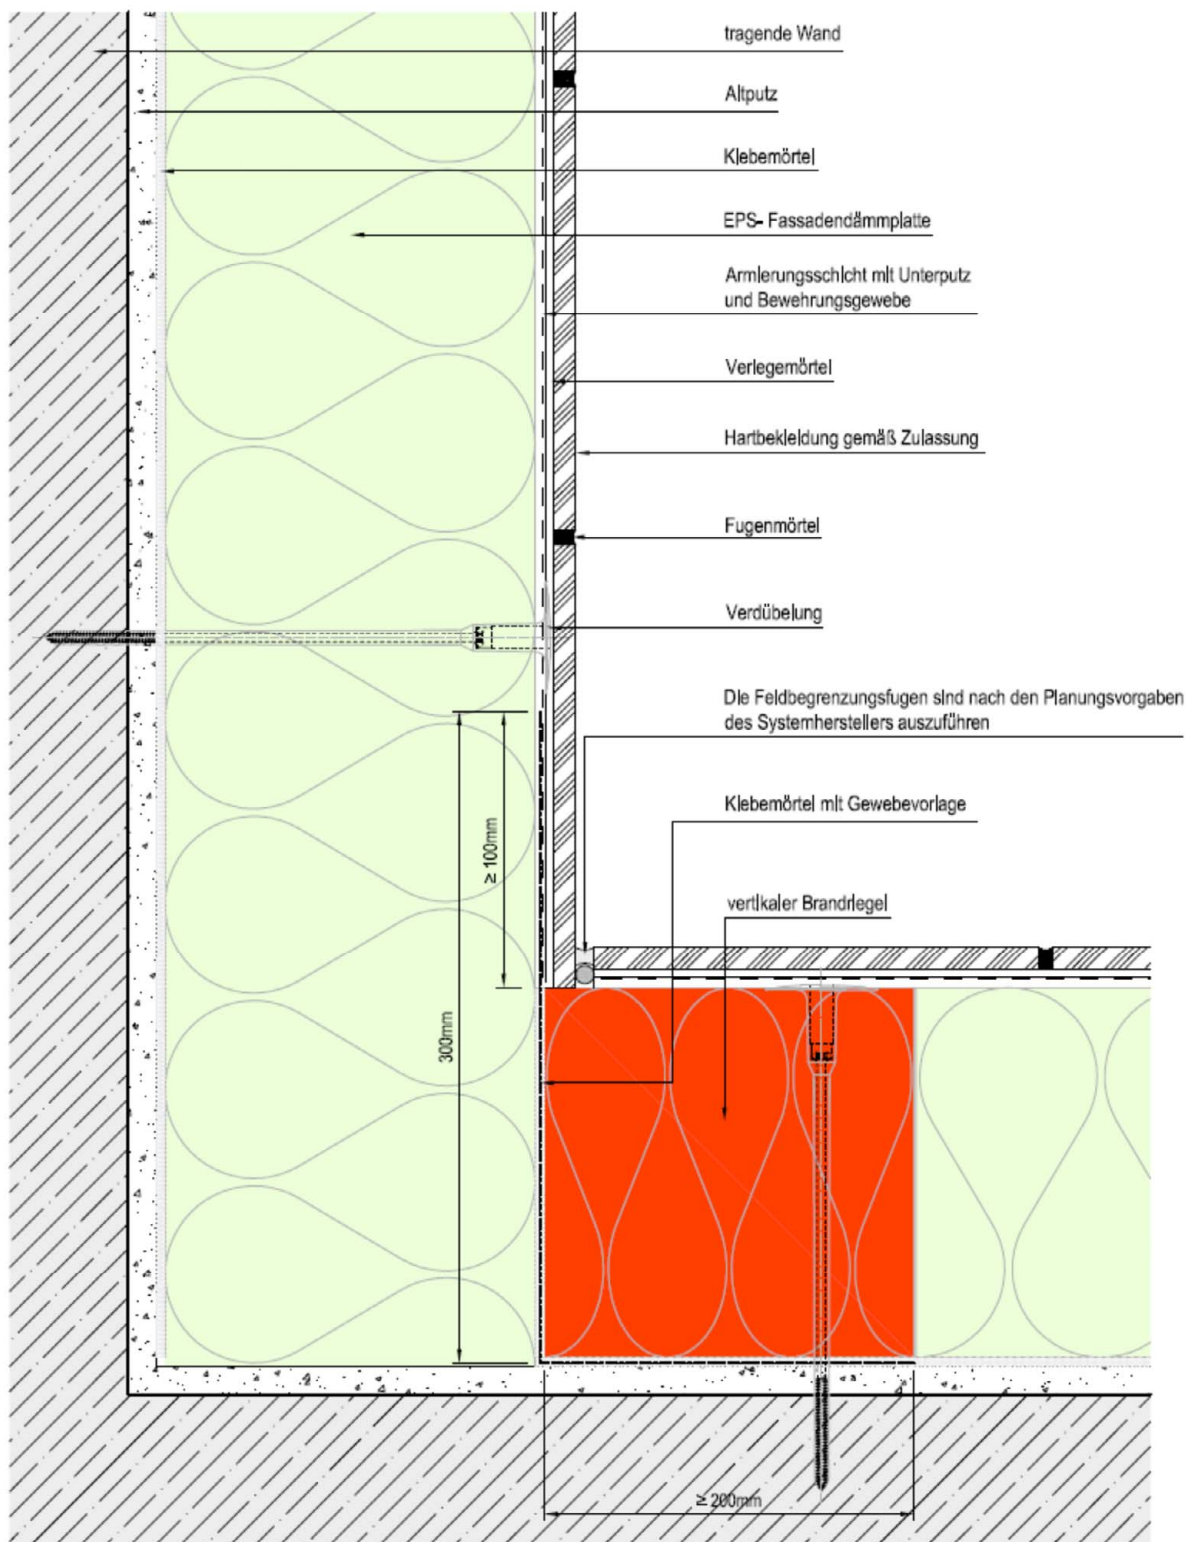 tragende Wand
Altputz
Klebemörtel
EPS- Fassadendämmplatte
Armierungsschicht mit Unterputz
und Bewehrungsgewebe
Verlegemörtel
Hartbekleidung gemäß Zulassung
Fugenmörtel
Verdübelung
Die Feldbegrenzungsfugen sind nach den Planungsvorgaben
des Systemherstellers auszuführen
Klebemörtel mit Gewebevorlage
≥ 100mm
vertikaler Brandriegel
300mm
≥ 200mm